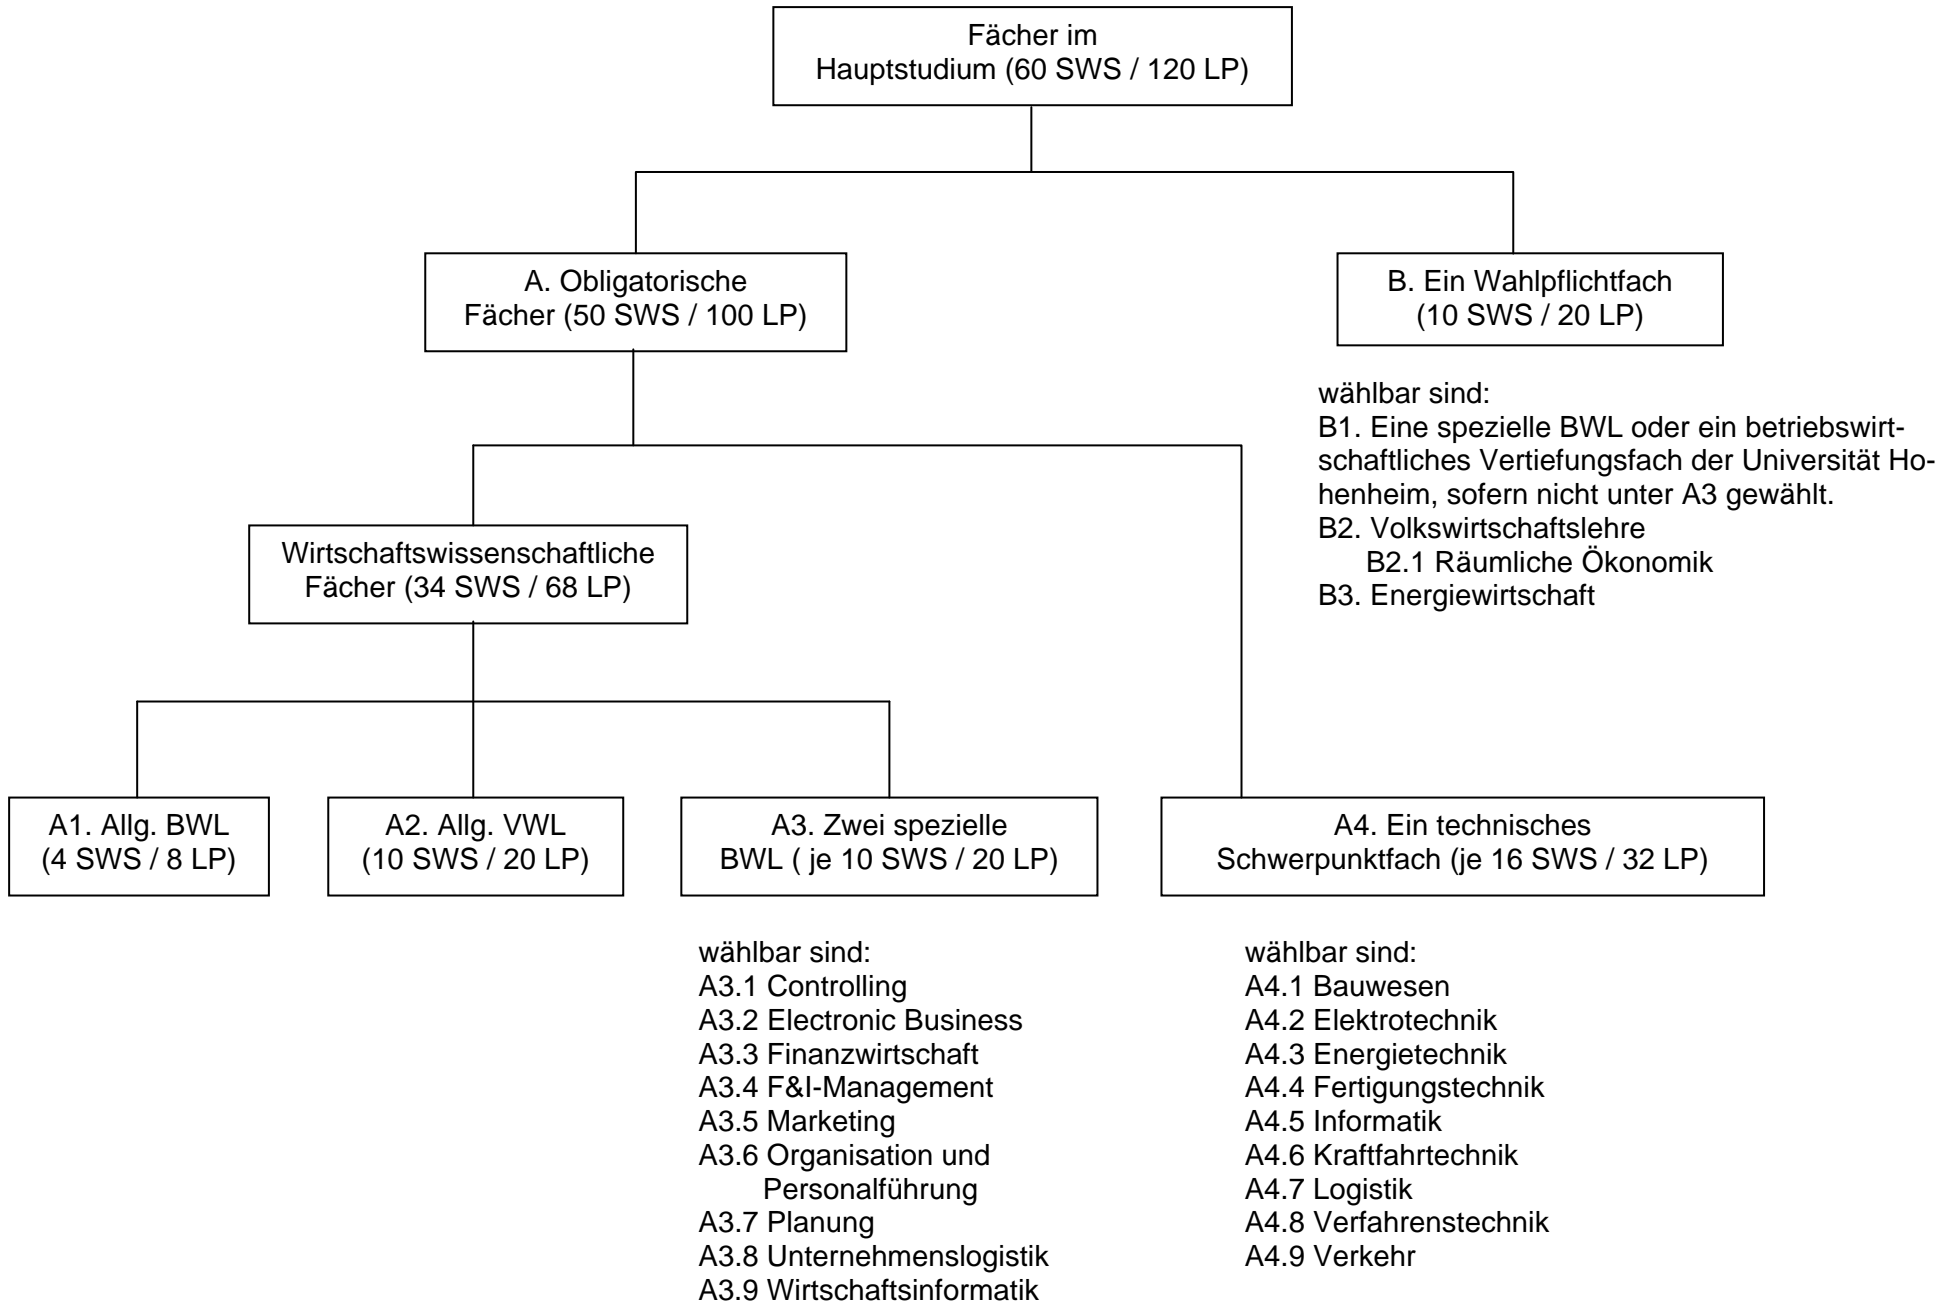 Fächer im
Hauptstudium (60 SWS / 120 LP)
A. Obligatorische
Fächer (50 SWS / 100 LP)
B. Ein Wahlpflichtfach
(10 SWS / 20 LP)
wählbar sind:
B1. Eine spezielle BWL oder ein betriebswirt-
schaftliches Vertiefungsfach der Universität Ho-
henheim, sofern nicht unter A3 gewählt.
B2. Volkswirtschaftslehre
B2.1 Räumliche Ökonomik
B3. Energiewirtschaft
Wirtschaftswissenschaftliche
Fächer (34 SWS / 68 LP)
A1. Allg. BWL
(4 SWS / 8 LP)
A2. Allg. VWL
(10 SWS / 20 LP)
A3. Zwei spezielle
BWL ( je 10 SWS / 20 LP)
A4. Ein technisches
Schwerpunktfach (je 16 SWS / 32 LP)
wählbar sind:
A3.1 Controlling
A3.2 Electronic Business
A3.3 Finanzwirtschaft
A3.4 F&I-Management
A3.5 Marketing
A3.6 Organisation und
Personalführung
A3.7 Planung
A3.8 Unternehmenslogistik
A3.9 Wirtschaftsinformatik
wählbar sind:
A4.1 Bauwesen
A4.2 Elektrotechnik
A4.3 Energietechnik
A4.4 Fertigungstechnik
A4.5 Informatik
A4.6 Kraftfahrtechnik
A4.7 Logistik
A4.8 Verfahrenstechnik
A4.9 Verkehr